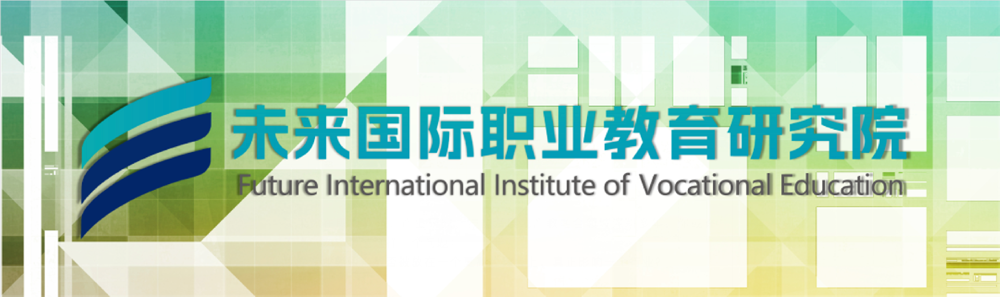 未来国际职业教育研究院
Future International Institute of Vocational Education